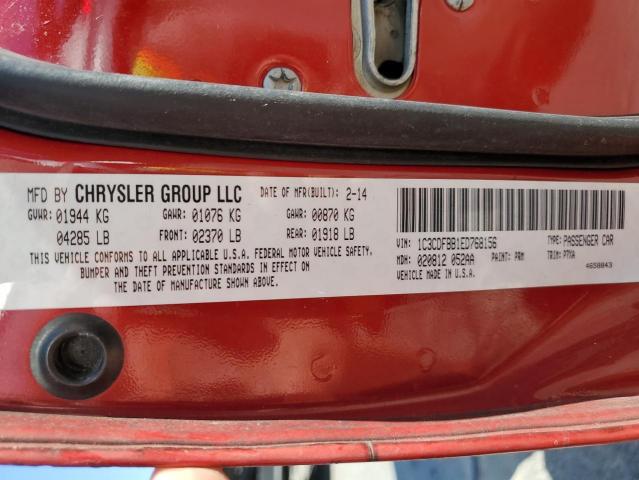 MFD BY CHRYSLER GROUP LLC DATE OF MFR(BUILT): 2-14
GVWR: 01944 KG GAWR: 01076 KG GAWR: 00870 KG
04285 LB FRONT: 02370 LB REAR: 01918 LB
THIS VEHICLE CONFORMS TO ALL APPLICABLE U.S.A. FEDERAL MOTOR VEHICLE SAFETY,
BUMPER AND THEFT PREVENTION STANDARDS IN EFFECT ON
THE DATE OF MANUFACTURE SHOWN ABOVE.
VIN: 1C3CDFBB1ED768156 TYPE: PASSENGER CAR
MDH: 020812 052AA PAINT: PRM TRIM: P7XA
VEHICLE MADE IN U.S.A. 4658843